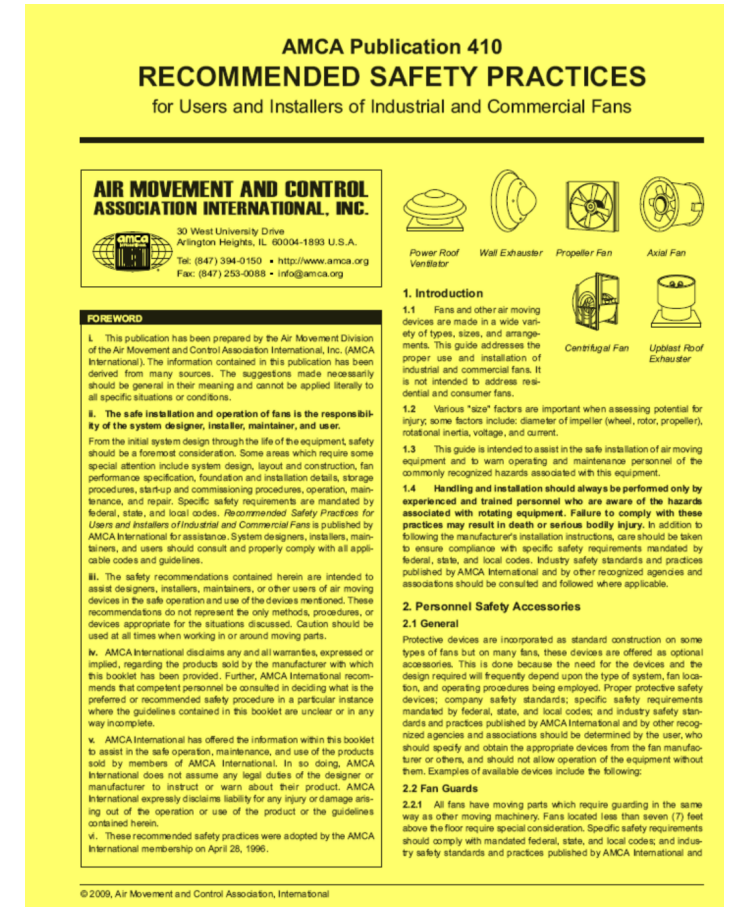 AMCA Publication 410
RECOMMENDED SAFETY PRACTICES
for Users and Installers of Industrial and Commercial Fans
AIR MOVEMENT AND CONTROL
ASSOCIATION INTERNATIONAL, INC.
amca
30 West University Drive
Arlington Heights, IL 60004-1893 U.S.A.
Tel: (847) 394-0150 ▪ http://www.amca.org
Fax: (847) 253-0088 ▪ info@amca.org
FOREWORD
i. This publication has been prepared by the Air Movement Division
of the Air Movement and Control Association International, Inc. (AMCA
International). The information contained in this publication has been
derived from many sources. The suggestions made necessarily
should be general in their meaning and cannot be applied literally to
all specific situations or conditions.
ii. The safe installation and operation of fans is the responsibil-
ity of the system designer, installer, maintainer, and user.
From the initial system design through the life of the equipment, safety
should be a foremost consideration. Some areas which require some
special attention include system design, layout and construction, fan
performance specification, foundation and installation details, storage
procedures, start-up and commissioning procedures, operation, main-
tenance, and repair. Specific safety requirements are mandated by
federal, state, and local codes. Recommended Safety Practices for
Users and Installers of Industrial and Commercial Fans is published by
AMCA International for assistance. System designers, installers, main-
tainers, and users should consult and properly comply with all appli-
cable codes and guidelines.
iii. The safety recommendations contained herein are intended to
assist designers, installers, maintainers, or other users of air moving
devices in the safe operation and use of the devices mentioned. These
recommendations do not represent the only methods, procedures, or
devices appropriate for the situations discussed. Caution should be
used at all times when working in or around moving parts.
iv. AMCA International disclaims any and all warranties, expressed or
implied, regarding the products sold by the manufacturer with which
this booklet has been provided. Further, AMCA International recom-
mends that competent personnel be consulted in deciding what is the
preferred or recommended safety procedure in a particular instance
where the guidelines contained in this booklet are unclear or in any
way incomplete.
v. AMCA International has offered the information within this booklet
to assist in the safe operation, maintenance, and use of the products
sold by members of AMCA International. In so doing, AMCA
International does not assume any legal duties of the designer or
manufacturer to instruct or warn about their product. AMCA
International expressly disclaims liability for any injury or damage aris-
ing out of the operation or use of the product or the guidelines
contained herein.
vi. These recommended safety practices were adopted by the AMCA
International membership on April 28, 1996.
Power Roof
Ventilator
Wall Exhauster
Propeller Fan
Axial Fan
Centrifugal Fan
Upblast Roof
Exhauster
1. Introduction
1.1 Fans and other air moving
devices are made in a wide vari-
ety of types, sizes, and arrange-
ments. This guide addresses the
proper use and installation of
industrial and commercial fans. It
is not intended to address resi-
dential and consumer fans.
1.2 Various "size" factors are important when assessing potential for
injury; some factors include: diameter of impeller (wheel, rotor, propeller),
rotational inertia, voltage, and current.
1.3 This guide is intended to assist in the safe installation of air moving
equipment and to warn operating and maintenance personnel of the
commonly recognized hazards associated with this equipment.
1.4 Handling and installation should always be performed only by
experienced and trained personnel who are aware of the hazards
associated with rotating equipment. Failure to comply with these
practices may result in death or serious bodily injury. In addition to
following the manufacturer's installation instructions, care should be taken
to ensure compliance with specific safety requirements mandated by
federal, state, and local codes. Industry safety standards and practices
published by AMCA International and by other recognized agencies and
associations should be consulted and followed where applicable.
2. Personnel Safety Accessories
2.1 General
Protective devices are incorporated as standard construction on some
types of fans but on many fans, these devices are offered as optional
accessories. This is done because the need for the devices and the
design required will frequently depend upon the type of system, fan loca-
tion, and operating procedures being employed. Proper protective safety
devices; company safety standards; specific safety requirements
mandated by federal, state, and local codes; and industry safety stan-
dards and practices published by AMCA International and by other recog-
nized agencies and associations should be determined by the user, who
should specify and obtain the appropriate devices from the fan manufac-
turer or others, and should not allow operation of the equipment without
them. Examples of available devices include the following:
2.2 Fan Guards
2.2.1 All fans have moving parts which require guarding in the same
way as other moving machinery. Fans located less than seven (7) feet
above the floor require special consideration. Specific safety requirements
should comply with mandated federal, state, and local codes; and indus-
try safety standards and practices published by AMCA International and
© 2009, Air Movement and Control Association, International